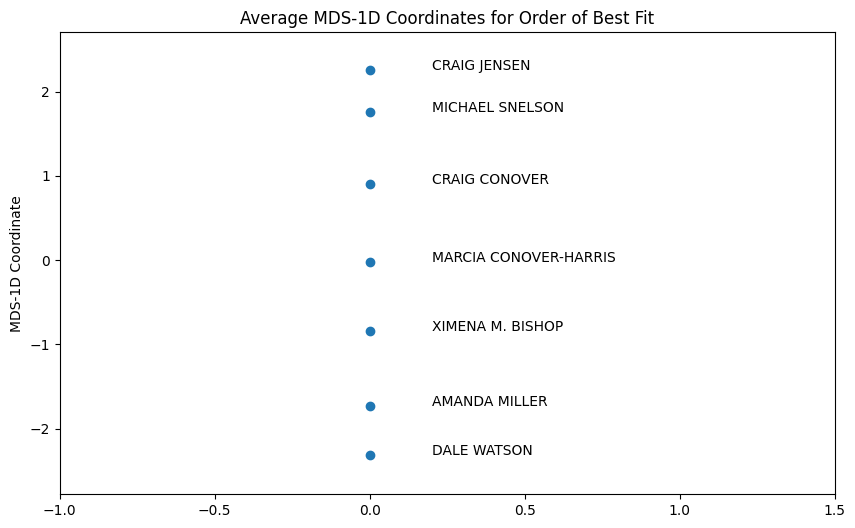 Average MDS-1D Coordinates for Order of Best Fit
CRAIG JENSEN
2
MICHAEL SNELSON
1
CRAIG CONOVER
MDS-1D Coordinate
0
MARCIA CONOVER-HARRIS
XIMENA M. BISHOP
−1
AMANDA MILLER
−2
DALE WATSON
−1.0
−0.5
0.0
0.5
1.0
1.5